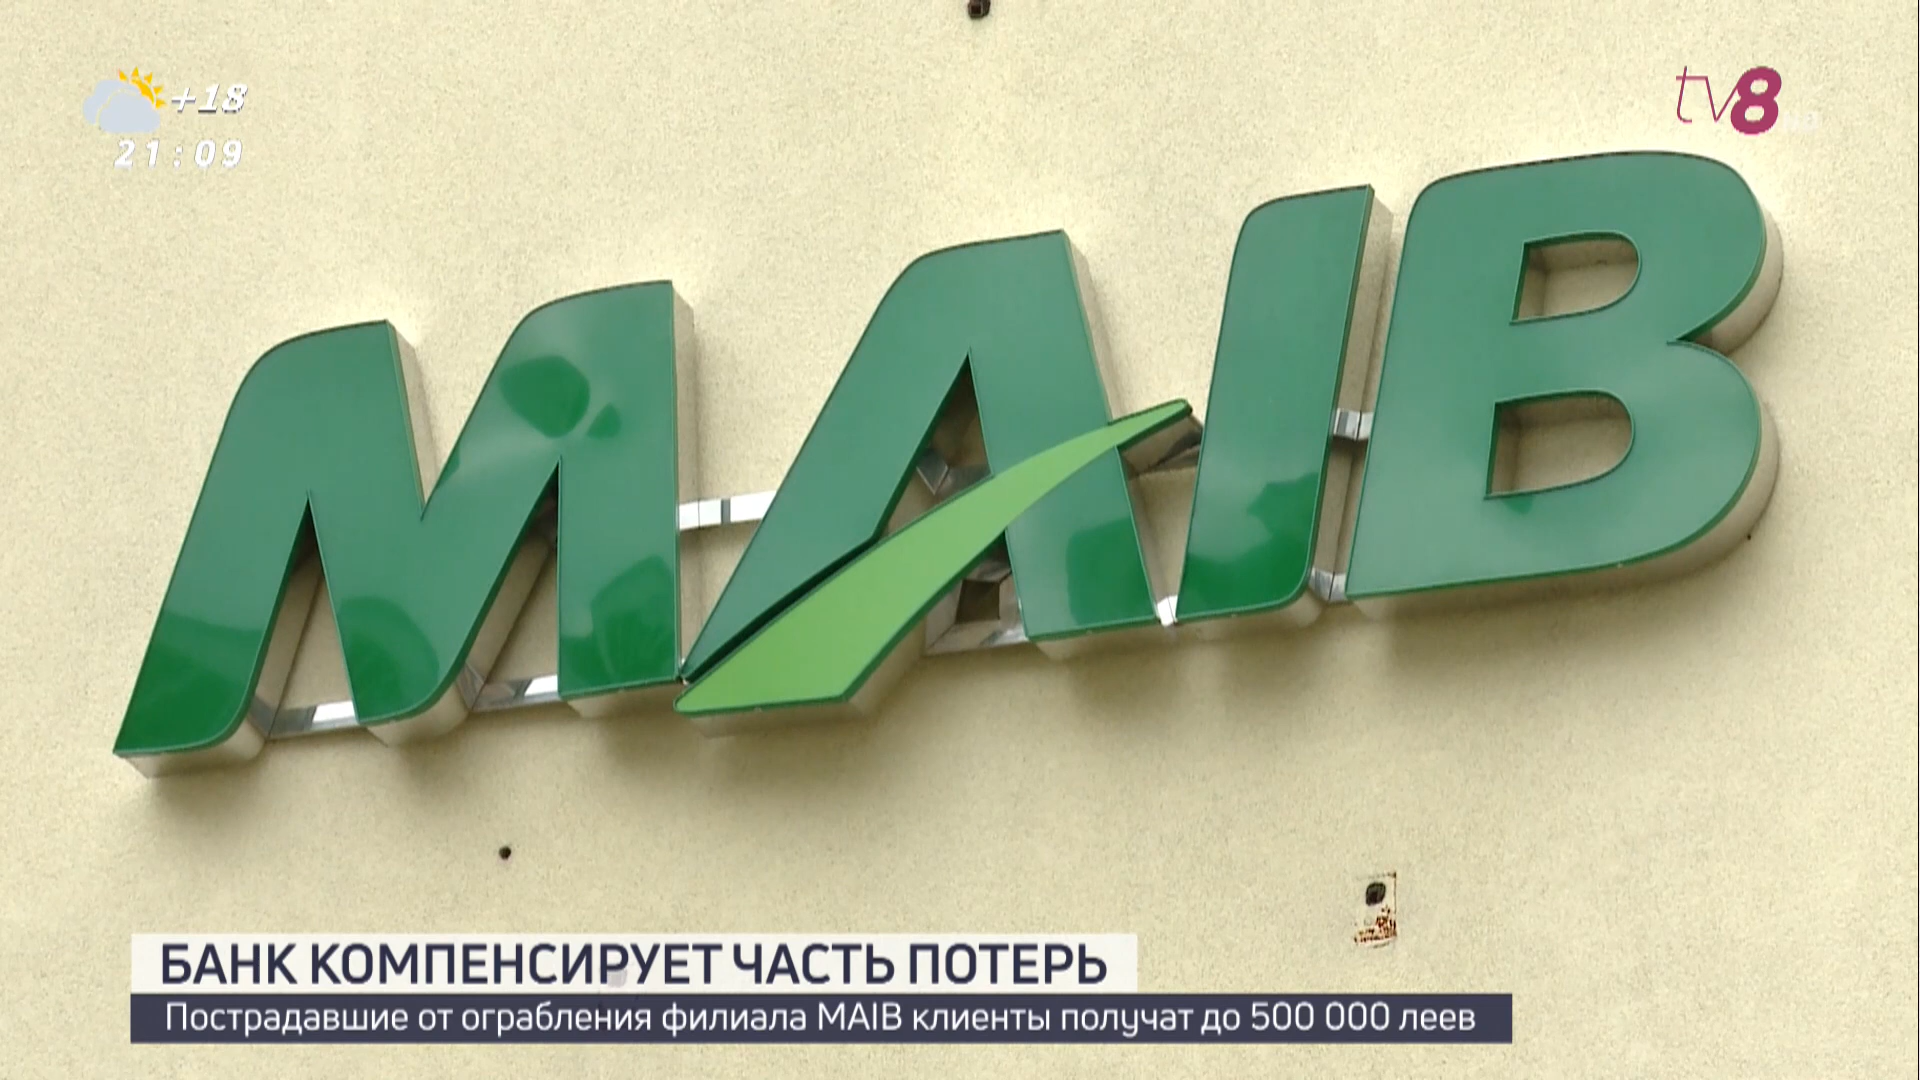 +18
21:09
tv8
MAIB
БАНК КОМПЕНСИРУЕТ ЧАСТЬ ПОТЕРЬ
Пострадавшие от ограбления филиала MAIB клиенты получат до 500 000 леев